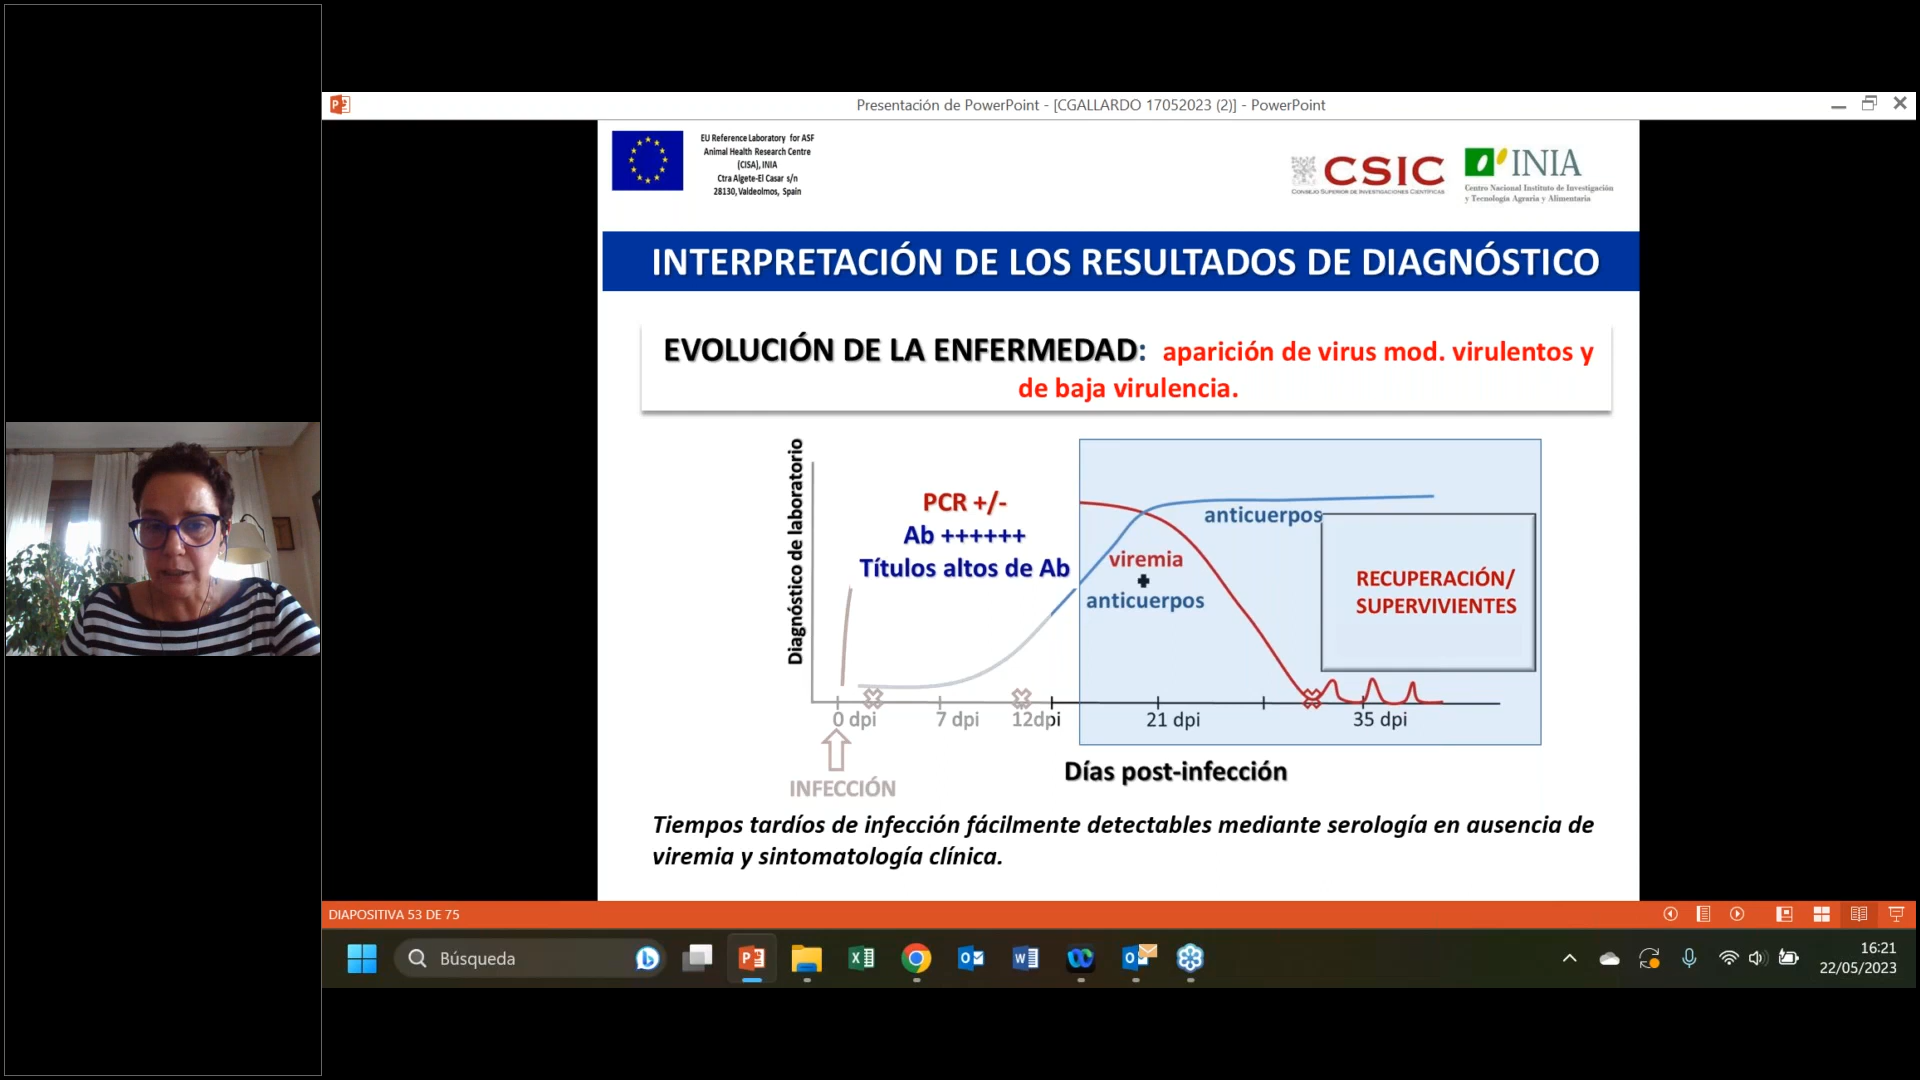 Presentación de PowerPoint - [CGALLARDO 17052023 (2)] - PowerPoint
EU Reference Laboratory for ASF
Animal Health Research Centre
(CISA), INIA
Ctra Algete-El Casar s/n
28130, Valdeolmos, Spain
CSIC
CONSEJO SUPERIOR DE INVESTIGACIONES CIENTÍFICAS
INIA
Centro Nacional Instituto de Investigación
y Tecnología Agraria y Alimentaria
INTERPRETACIÓN DE LOS RESULTADOS DE DIAGNÓSTICO
EVOLUCIÓN DE LA ENFERMEDAD: aparición de virus mod. virulentos y
de baja virulencia.
Diagnóstico de laboratorio
PCR +/-
Ab ++++++
Títulos altos de Ab
anticuerpos
viremia
+
anticuerpos
RECUPERACIÓN/
SUPERVIVIENTES
0 dpi 7 dpi 12dpi 21 dpi 35 dpi
Días post-infección
INFECCIÓN
Tiempos tardíos de infección fácilmente detectables mediante serología en ausencia de
viremia y sintomatología clínica.
DIAPOSITIVA 53 DE 75
Búsqueda
16:21
22/05/2023